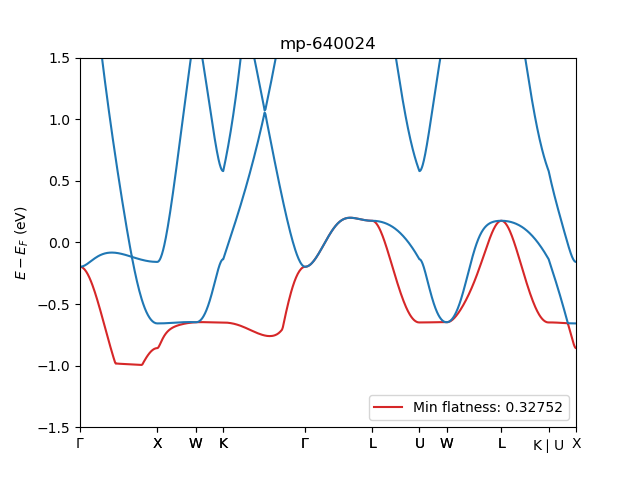 mp-640024
E − E_F (eV)
1.5
1.0
0.5
0.0
−0.5
−1.0
−1.5
Min flatness: 0.32752
Γ X W K Γ L U W L K | U X